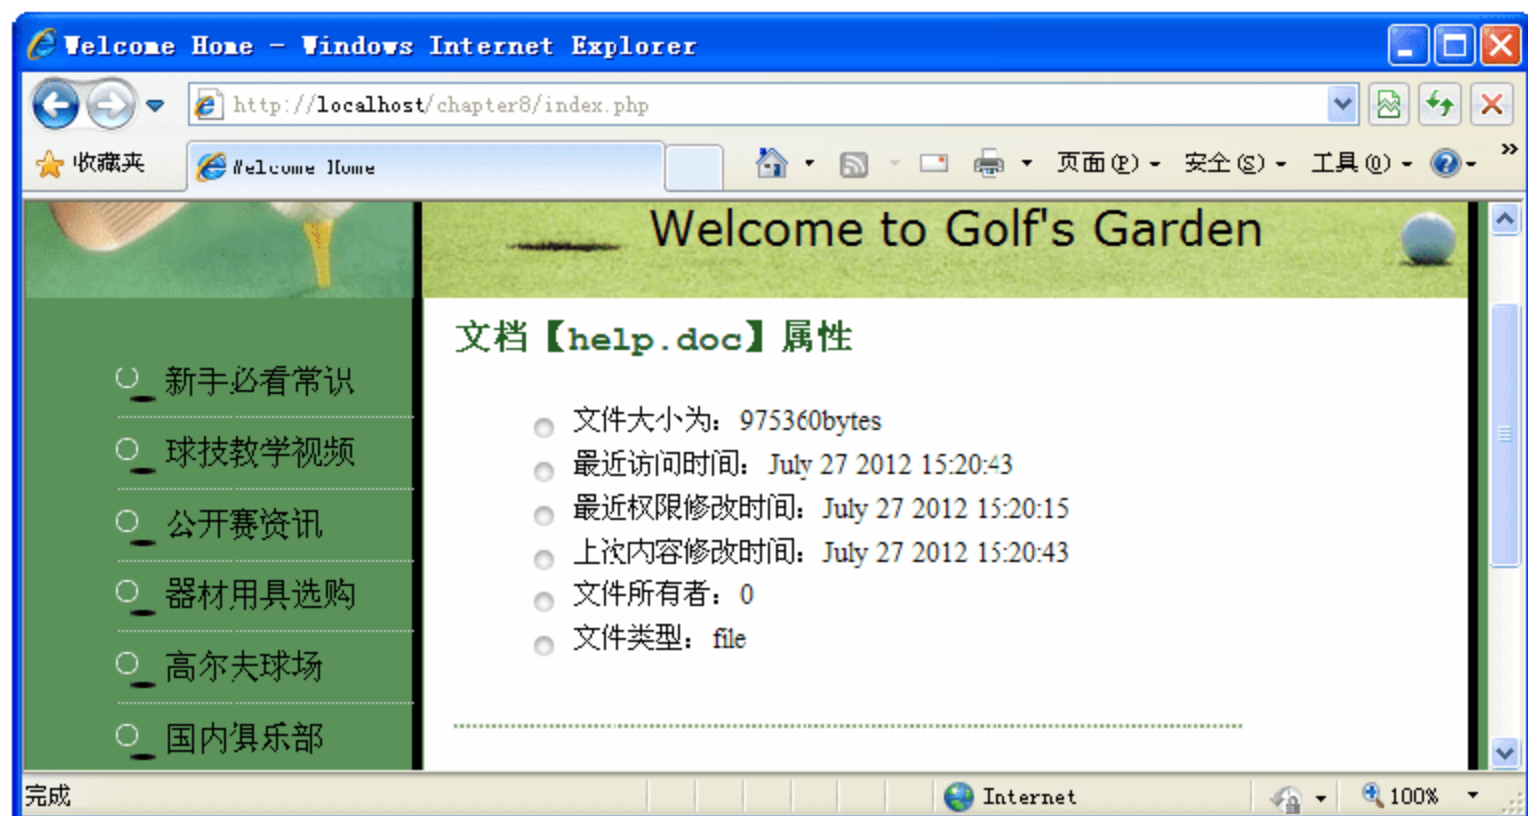 Welcome Home - Windows Internet Explorer
http://localhost/chapter8/index.php
收藏夹
Welcome Home
页面(P)
安全(S)
工具(O)
»
Welcome to Golf's Garden
新手必看常识
球技教学视频
公开赛资讯
器材用具选购
高尔夫球场
国内俱乐部
文档【help.doc】属性
文件大小为：975360bytes
最近访问时间：July 27 2012 15:20:43
最近权限修改时间：July 27 2012 15:20:15
上次内容修改时间：July 27 2012 15:20:43
文件所有者：0
文件类型：file
完成
Internet
100%